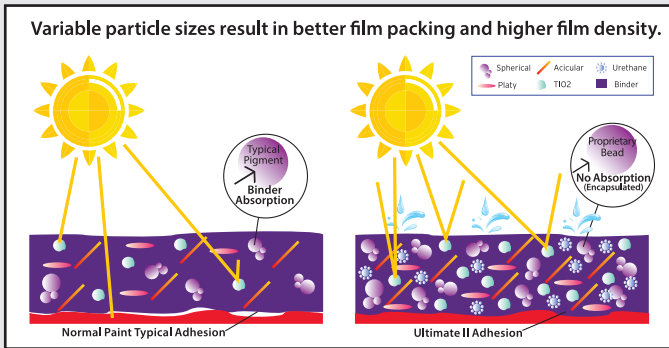 Variable particle sizes result in better film packing and higher film density.
Spherical Acicular Urethane
Platy TIO2 Binder
Typical
Pigment
Binder
Absorption
Proprietary
Bead
No Absorption
(Encapsulated)
Normal Paint Typical Adhesion
Ultimate II Adhesion